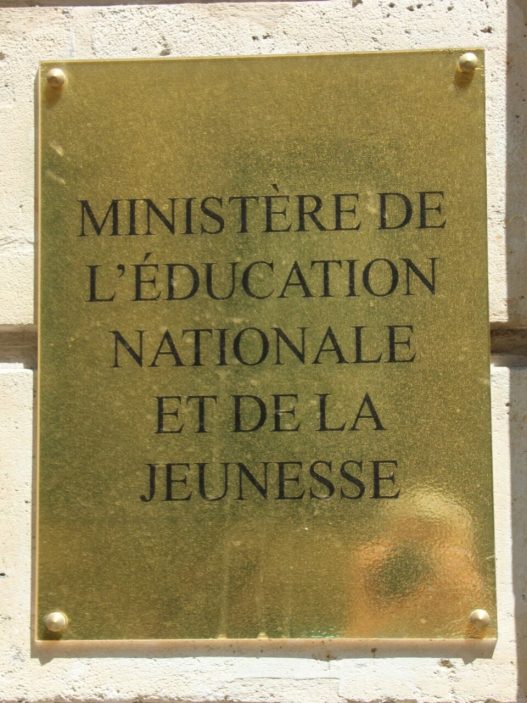 MINISTÈRE DE
L’ÉDUCATION
NATIONALE
ET DE LA
JEUNESSE